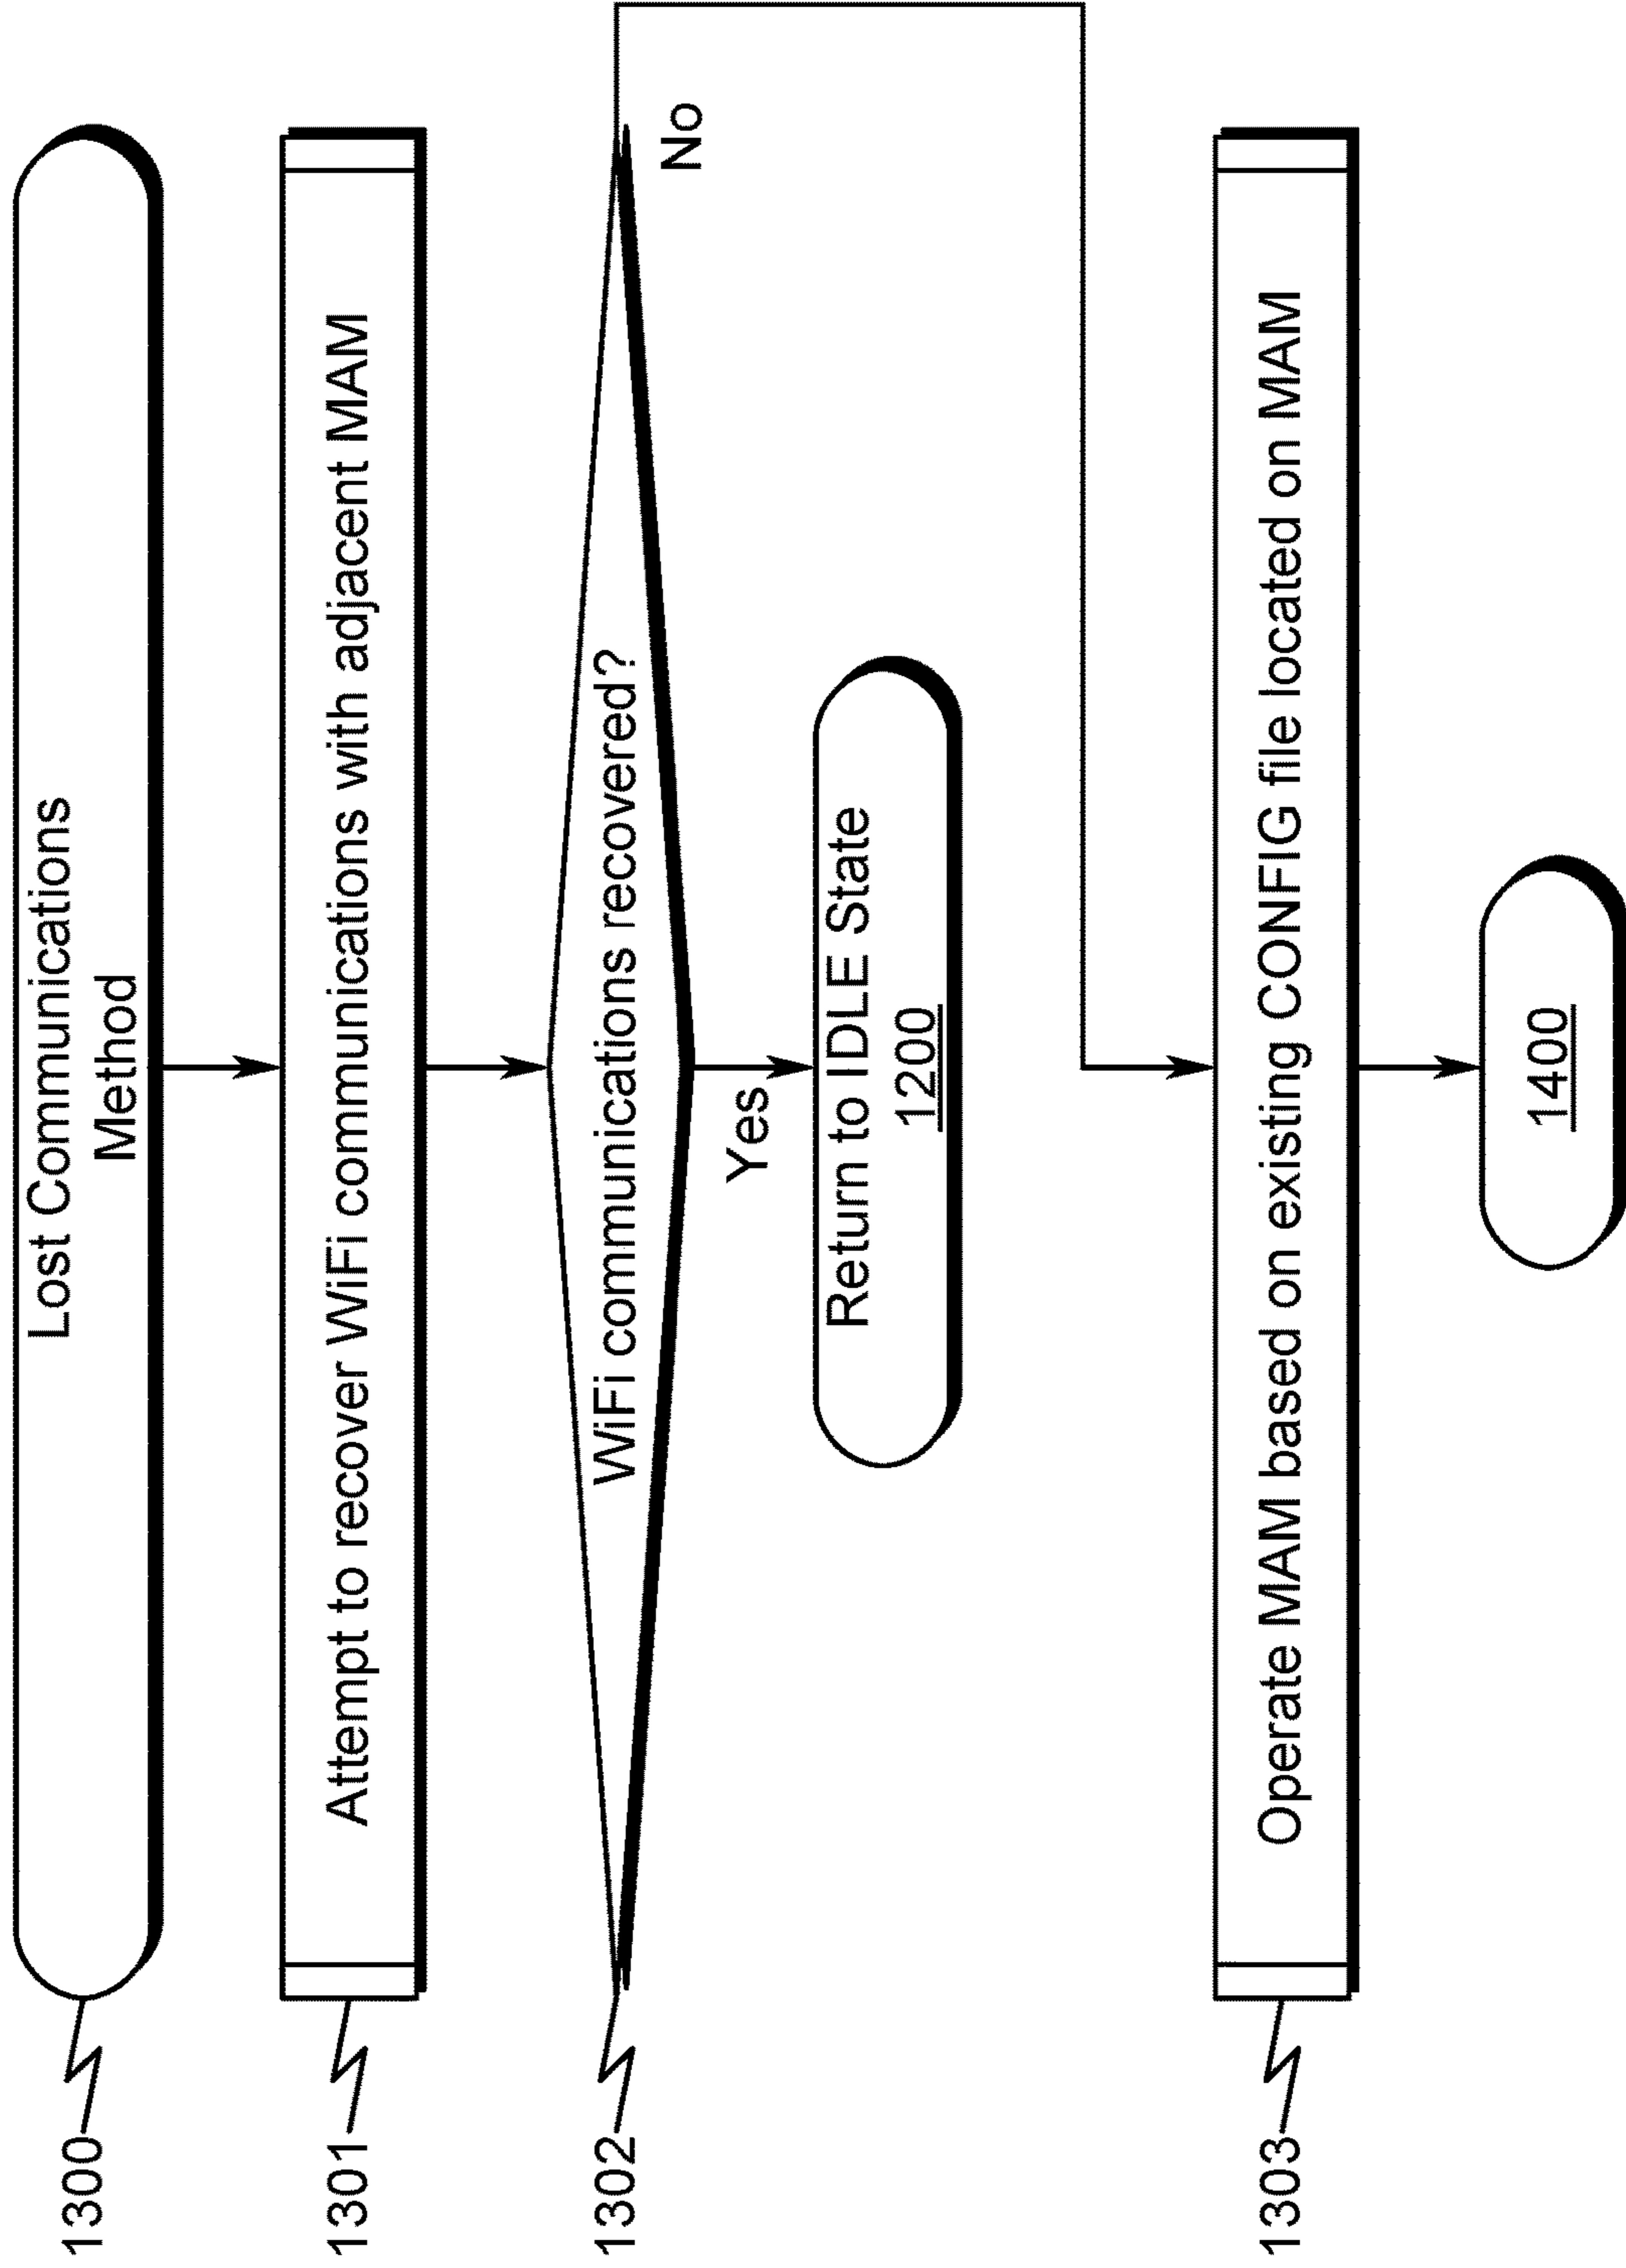 1300
Lost Communications
Method
1301
Attempt to recover WiFi communications with adjacent MAM
1302
WiFi communications recovered?
No
Yes
Return to IDLE State
1200
1303
Operate MAM based on existing CONFIG file located on MAM
1400